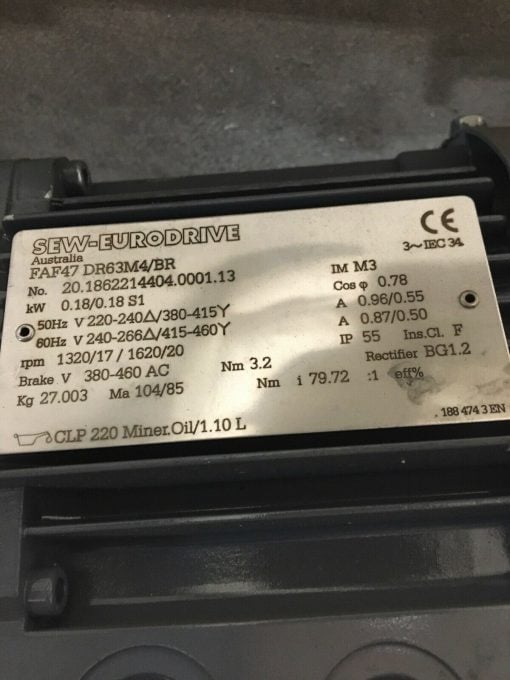 SEW-EURODRIVE
Australia
FAF47 DR63M4/BR
No. 20.1862214404.0001.13
kW 0.18/0.18 S1
50Hz V 220-240△/380-415Y
60Hz V 240-266△/415-460Y
rpm 1320/17 / 1620/20
Brake V 380-460 AC Nm 3.2
Kg 27.003 Ma 104/85 Nm i 79.72 :1 eff%
CLP 220 Miner.Oil/1.10 L
CE
3~IEC 34
IM M3
Cos φ 0.78
A 0.96/0.55
A 0.87/0.50
IP 55 Ins.Cl. F
Rectifier BG1.2
188 474 3 EN